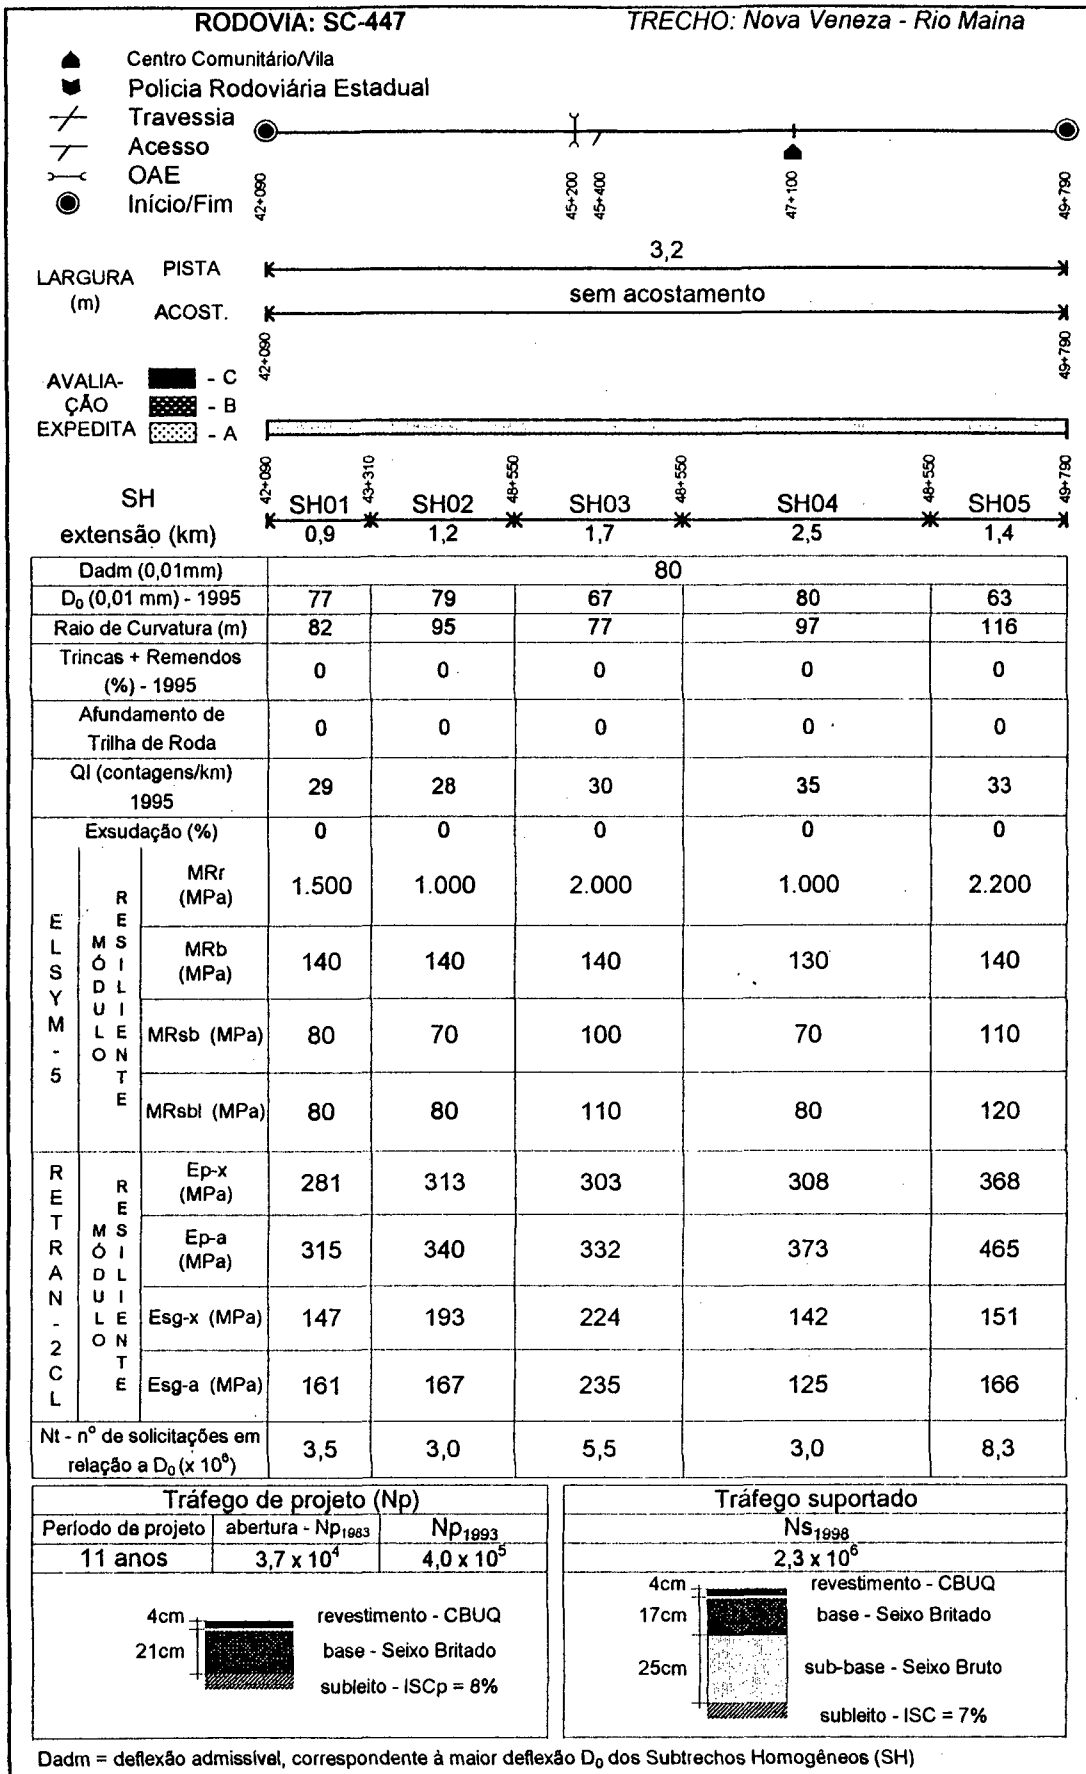 RODOVIA: SC-447 TRECHO: Nova Veneza - Rio Maina
Centro Comunitário/Vila
Polícia Rodoviária Estadual
Travessia
Acesso
OAE
Início/Fim
42+090 45+200 45+400 47+100 49+790
LARGURA (m)
PISTA 3,2
ACOST. sem acostamento
42+090 49+790
AVALIA-
ÇÃO
EXPEDITA
- C
- B
- A
42+090 43+310 48+550 48+550 48+550 49+790
SH SH01 SH02 SH03 SH04 SH05
extensão (km) 0,9 1,2 1,7 2,5 1,4
Dadm (0,01mm) 80
D₀ (0,01 mm) - 1995 77 79 67 80 63
Raio de Curvatura (m) 82 95 77 97 116
Trincas + Remendos
(%) - 1995 0 0 0 0 0
Afundamento de
Trilha de Roda 0 0 0 0 0
QI (contagens/km)
1995 29 28 30 35 33
Exsudação (%) 0 0 0 0 0
ELSYM-5
MÓDULO RESILIENTE
MRr
(MPa) 1.500 1.000 2.000 1.000 2.200
MRb
(MPa) 140 140 140 130 140
MRsb (MPa) 80 70 100 70 110
MRsbl (MPa) 80 80 110 80 120
RETRAN-2CL
MÓDULO RESILIENTE
Ep-x
(MPa) 281 313 303 308 368
Ep-a
(MPa) 315 340 332 373 465
Esg-x (MPa) 147 193 224 142 151
Esg-a (MPa) 161 167 235 125 166
Nt - nº de solicitações em
relação a D₀ (x 10⁶) 3,5 3,0 5,5 3,0 8,3
Tráfego de projeto (Np)
Período de projeto abertura - Np₁₉₈₃ Np₁₉₉₃
11 anos 3,7 x 10⁴ 4,0 x 10⁵
4cm revestimento - CBUQ
21cm base - Seixo Britado
subleito - ISCp = 8%
Tráfego suportado
Ns₁₉₉₈
2,3 x 10⁶
4cm revestimento - CBUQ
17cm base - Seixo Britado
25cm sub-base - Seixo Bruto
subleito - ISC = 7%
Dadm = deflexão admissível, correspondente à maior deflexão D₀ dos Subtrechos Homogêneos (SH)